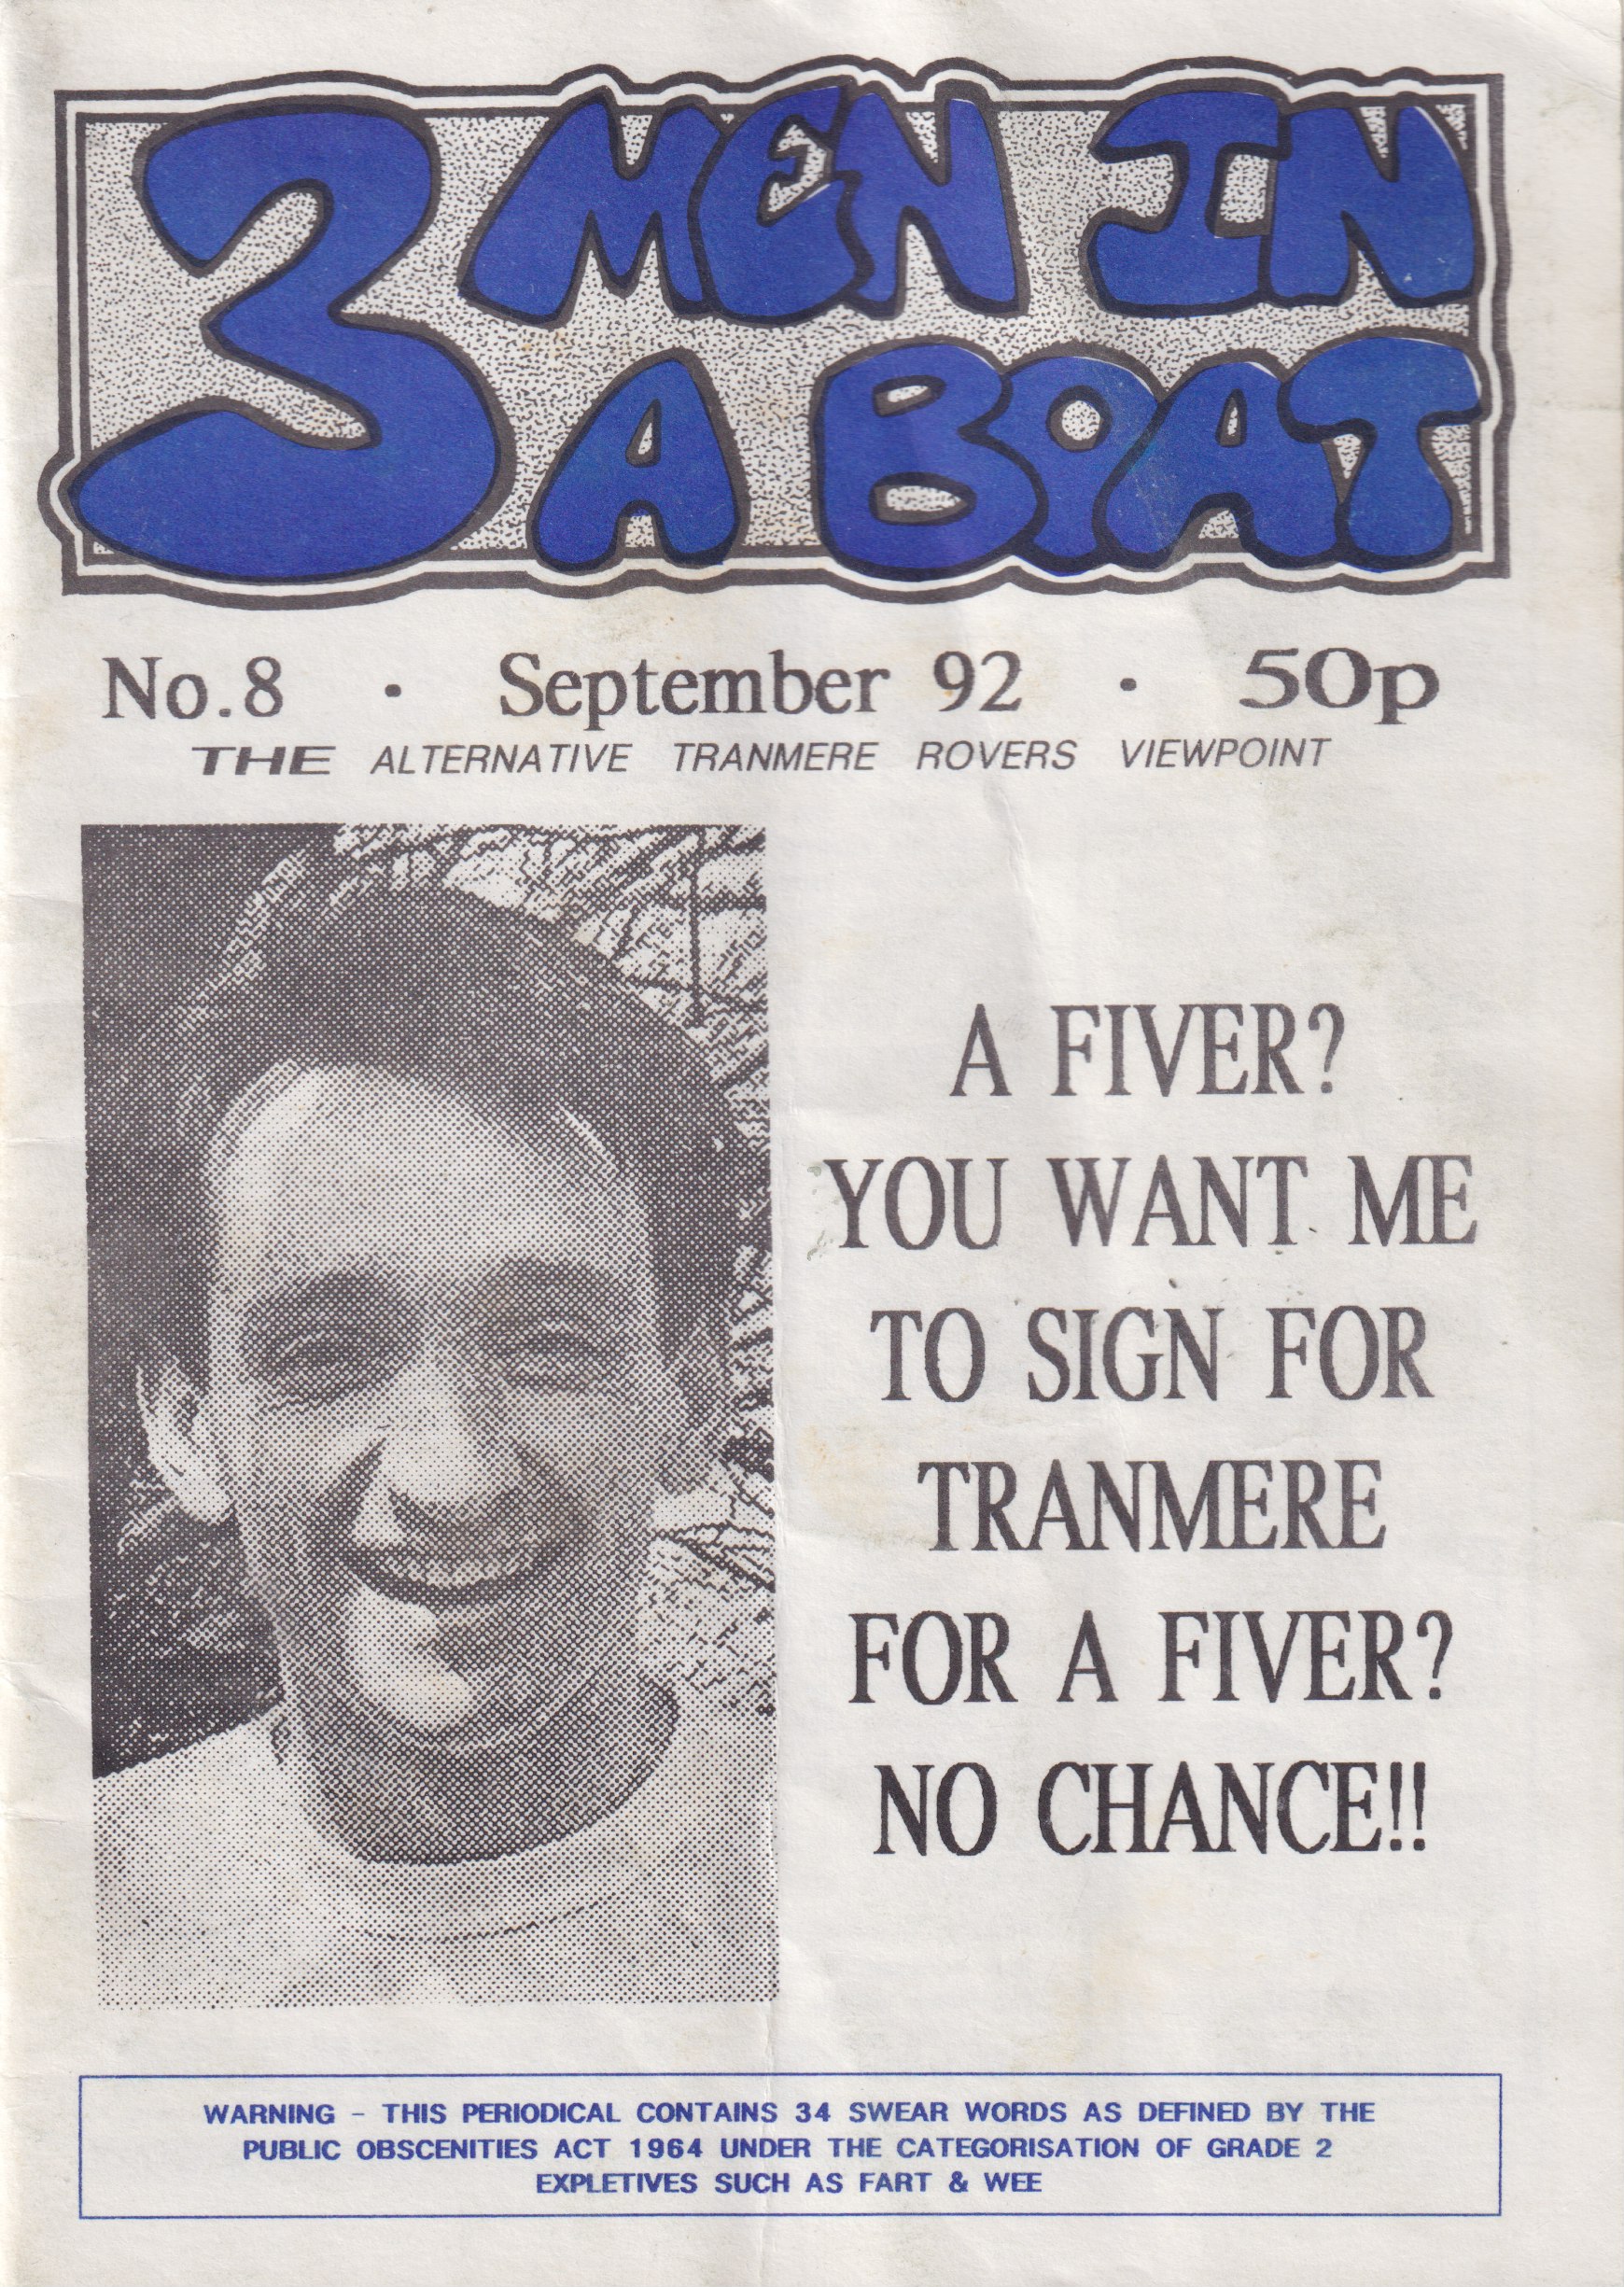 3 MEN IN
A BOAT
No.8 · September 92 · 50p
THE ALTERNATIVE TRANMERE ROVERS VIEWPOINT
A FIVER?
YOU WANT ME
TO SIGN FOR
TRANMERE
FOR A FIVER?
NO CHANCE!!
WARNING - THIS PERIODICAL CONTAINS 34 SWEAR WORDS AS DEFINED BY THE
PUBLIC OBSCENITIES ACT 1964 UNDER THE CATEGORISATION OF GRADE 2
EXPLETIVES SUCH AS FART & WEE